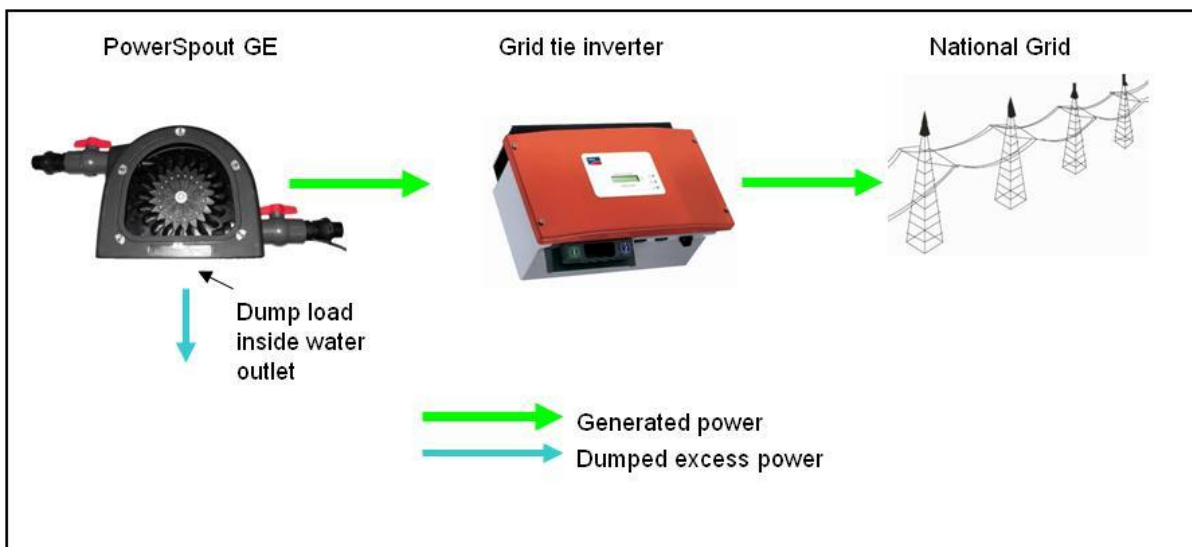 PowerSpout GE
Grid tie inverter
National Grid
Dump load
inside water
outlet
Generated power
Dumped excess power